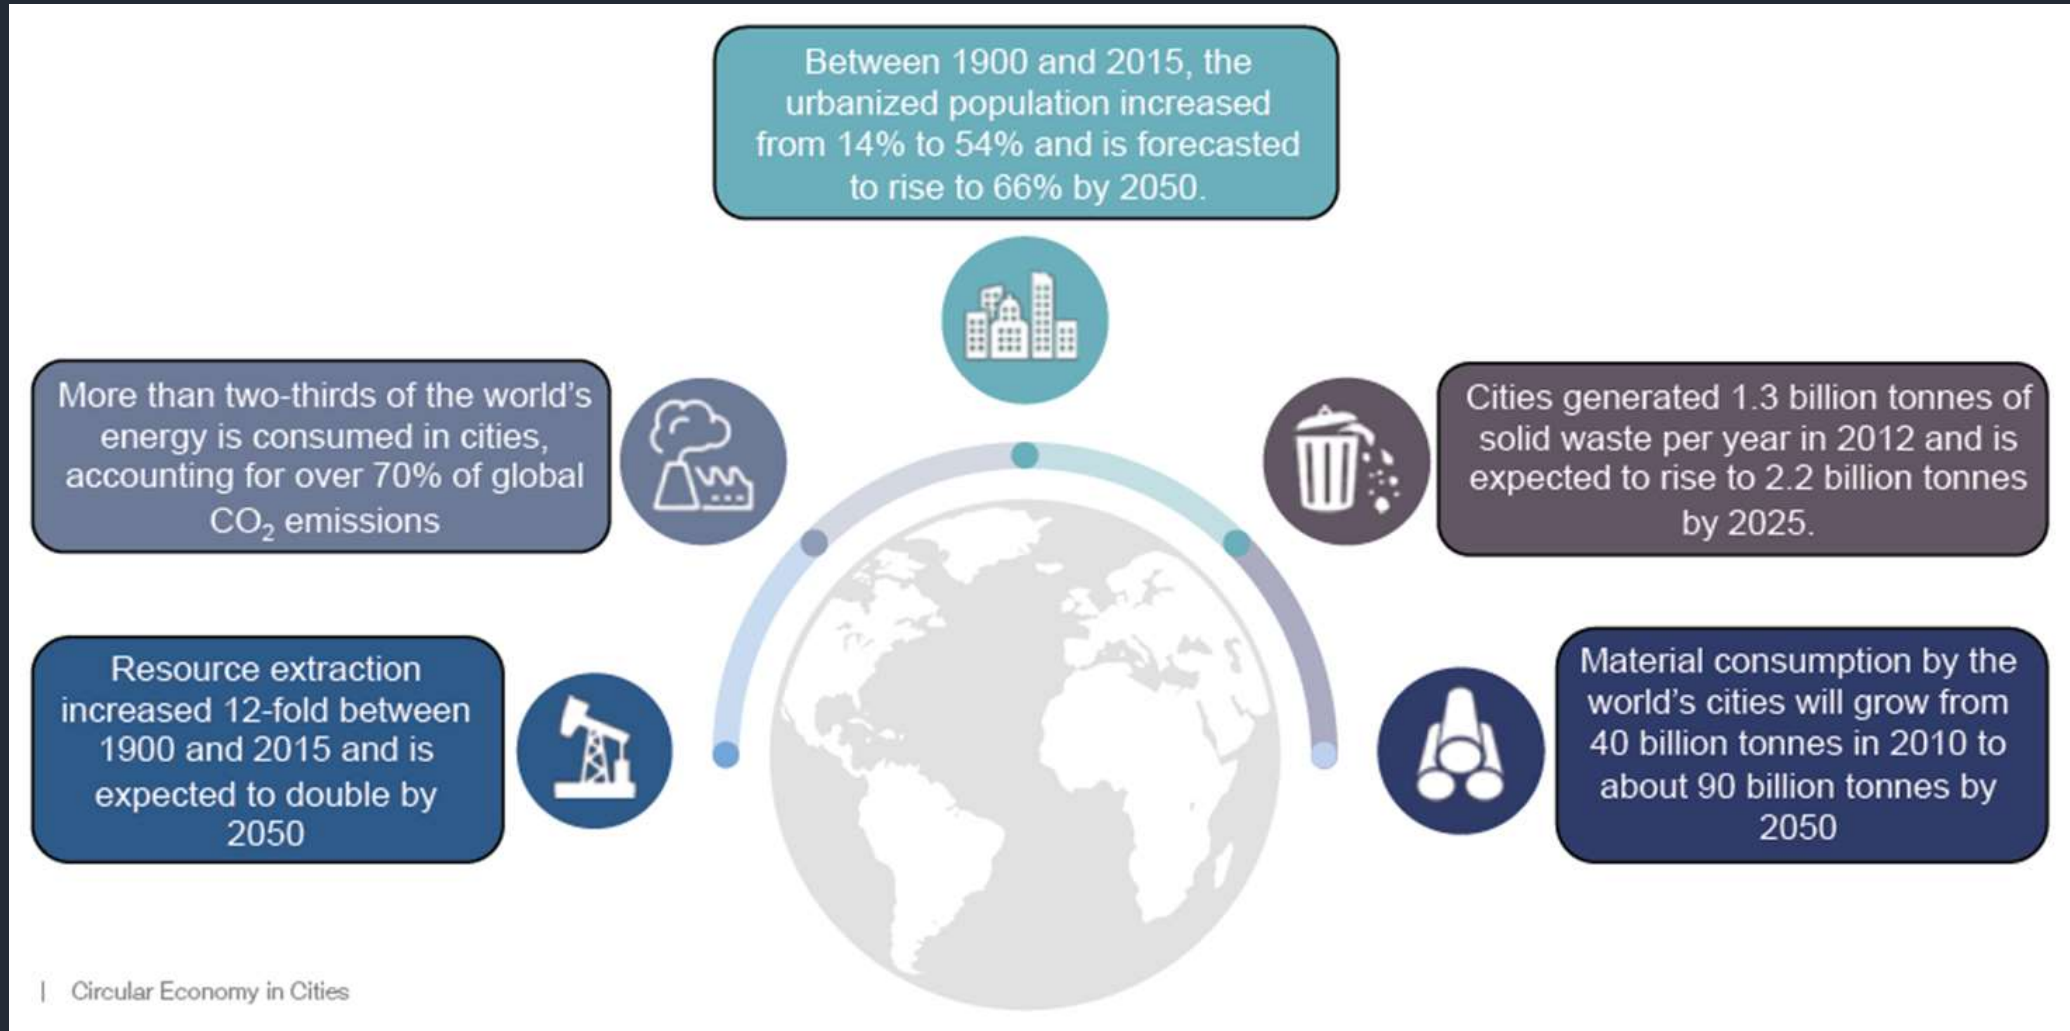 Between 1900 and 2015, the
urbanized population increased
from 14% to 54% and is forecasted
to rise to 66% by 2050.
More than two-thirds of the world's
energy is consumed in cities,
accounting for over 70% of global
CO₂ emissions
Cities generated 1.3 billion tonnes of
solid waste per year in 2012 and is
expected to rise to 2.2 billion tonnes
by 2025.
Resource extraction
increased 12-fold between
1900 and 2015 and is
expected to double by
2050
Material consumption by the
world's cities will grow from
40 billion tonnes in 2010 to
about 90 billion tonnes by
2050
| Circular Economy in Cities